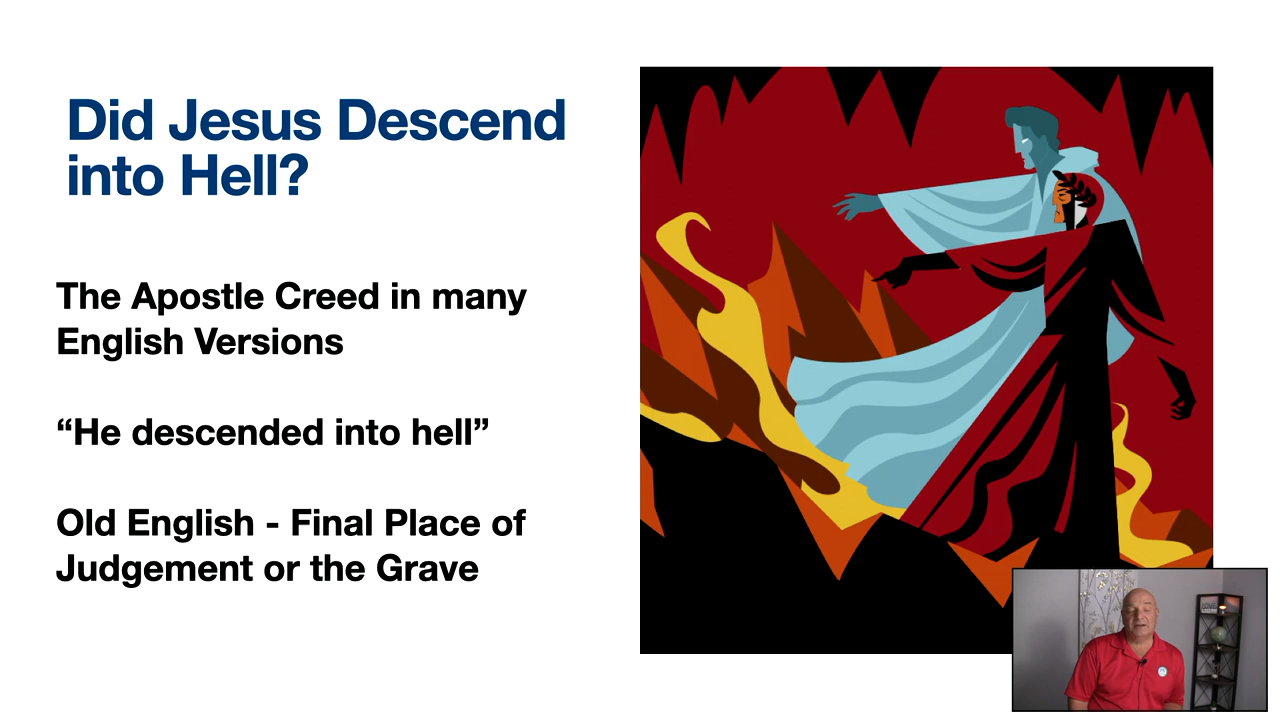 Did Jesus Descend
into Hell?
The Apostle Creed in many
English Versions
“He descended into hell”
Old English - Final Place of
Judgement or the Grave